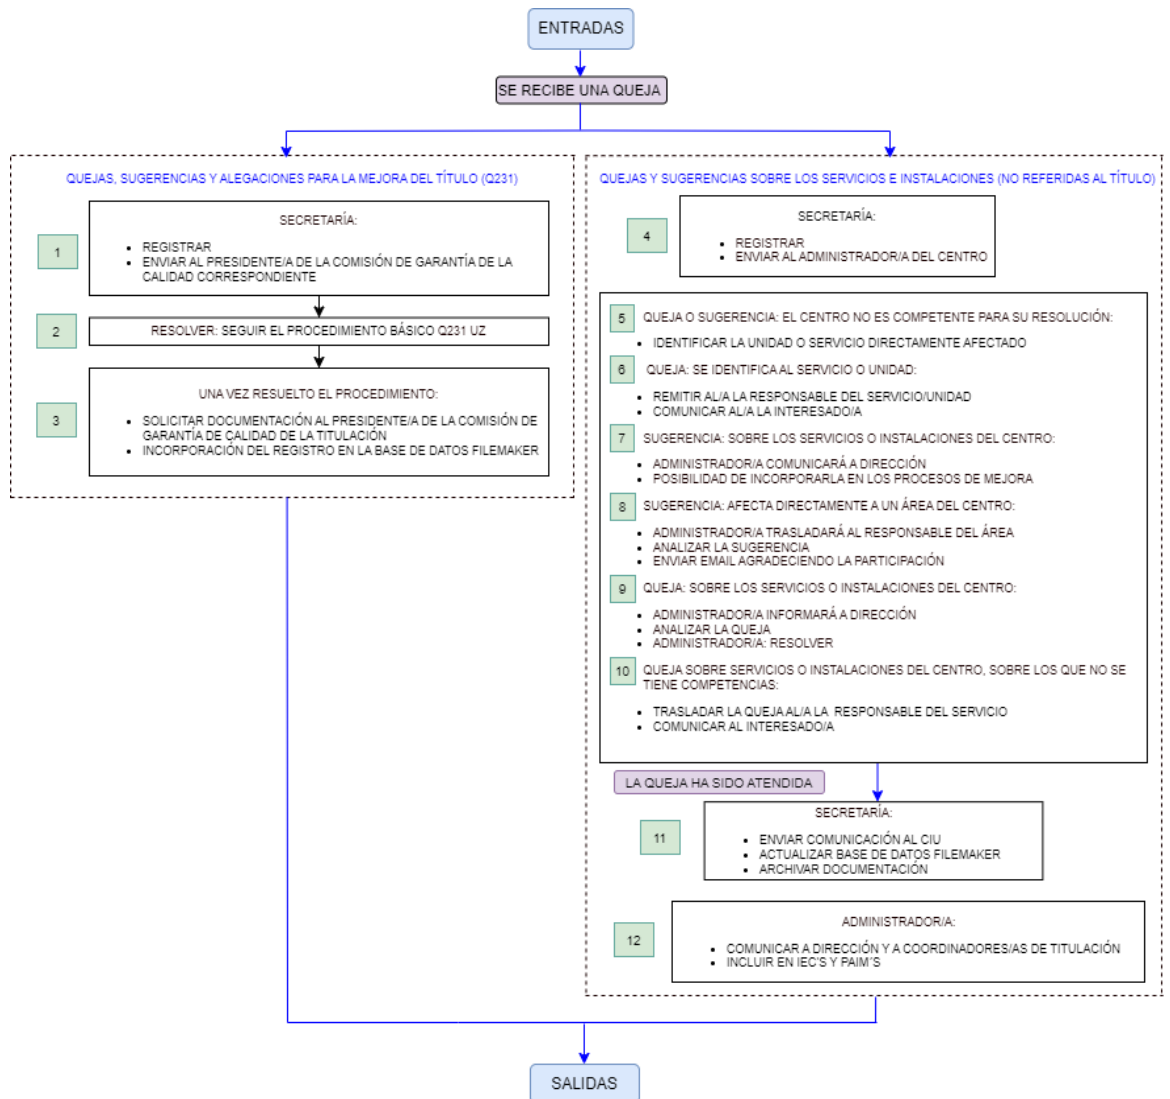 ENTRADAS
SE RECIBE UNA QUEJA
QUEJAS, SUGERENCIAS Y ALEGACIONES PARA LA MEJORA DEL TÍTULO (Q231)
1
SECRETARÍA:
• REGISTRAR
• ENVIAR AL PRESIDENTE/A DE LA COMISIÓN DE GARANTÍA DE LA
CALIDAD CORRESPONDIENTE
2
RESOLVER: SEGUIR EL PROCEDIMIENTO BÁSICO Q231 UZ
3
UNA VEZ RESUELTO EL PROCEDIMIENTO:
• SOLICITAR DOCUMENTACIÓN AL PRESIDENTE/A DE LA COMISIÓN DE
GARANTÍA DE CALIDAD DE LA TITULACIÓN
• INCORPORACIÓN DEL REGISTRO EN LA BASE DE DATOS FILEMAKER
QUEJAS Y SUGERENCIAS SOBRE LOS SERVICIOS E INSTALACIONES (NO REFERIDAS AL TÍTULO)
4
SECRETARÍA:
• REGISTRAR
• ENVIAR AL ADMINISTRADOR/A DEL CENTRO
5 QUEJA O SUGERENCIA: EL CENTRO NO ES COMPETENTE PARA SU RESOLUCIÓN:
• IDENTIFICAR LA UNIDAD O SERVICIO DIRECTAMENTE AFECTADO
6 QUEJA: SE IDENTIFICA AL SERVICIO O UNIDAD:
• REMITIR AL/A LA RESPONSABLE DEL SERVICIO/UNIDAD
• COMUNICAR AL/A LA INTERESADO/A
7 SUGERENCIA: SOBRE LOS SERVICIOS O INSTALACIONES DEL CENTRO:
• ADMINISTRADOR/A COMUNICARÁ A DIRECCIÓN
• POSIBILIDAD DE INCORPORARLA EN LOS PROCESOS DE MEJORA
8 SUGERENCIA: AFECTA DIRECTAMENTE A UN ÁREA DEL CENTRO:
• ADMINISTRADOR/A TRASLADARÁ AL RESPONSABLE DEL ÁREA
• ANALIZAR LA SUGERENCIA
• ENVIAR EMAIL AGRADECIENDO LA PARTICIPACIÓN
9 QUEJA: SOBRE LOS SERVICIOS O INSTALACIONES DEL CENTRO:
• ADMINISTRADOR/A INFORMARÁ A DIRECCIÓN
• ANALIZAR LA QUEJA
• ADMINISTRADOR/A: RESOLVER
10 QUEJA SOBRE SERVICIOS O INSTALACIONES DEL CENTRO, SOBRE LOS QUE NO SE
TIENE COMPETENCIAS:
• TRASLADAR LA QUEJA AL/A LA RESPONSABLE DEL SERVICIO
• COMUNICAR AL INTERESADO/A
LA QUEJA HA SIDO ATENDIDA
11
SECRETARÍA:
• ENVIAR COMUNICACIÓN AL CIU
• ACTUALIZAR BASE DE DATOS FILEMAKER
• ARCHIVAR DOCUMENTACIÓN
12
ADMINISTRADOR/A:
• COMUNICAR A DIRECCIÓN Y A COORDINADORES/AS DE TITULACIÓN
• INCLUIR EN IEC'S Y PAIM´S
SALIDAS